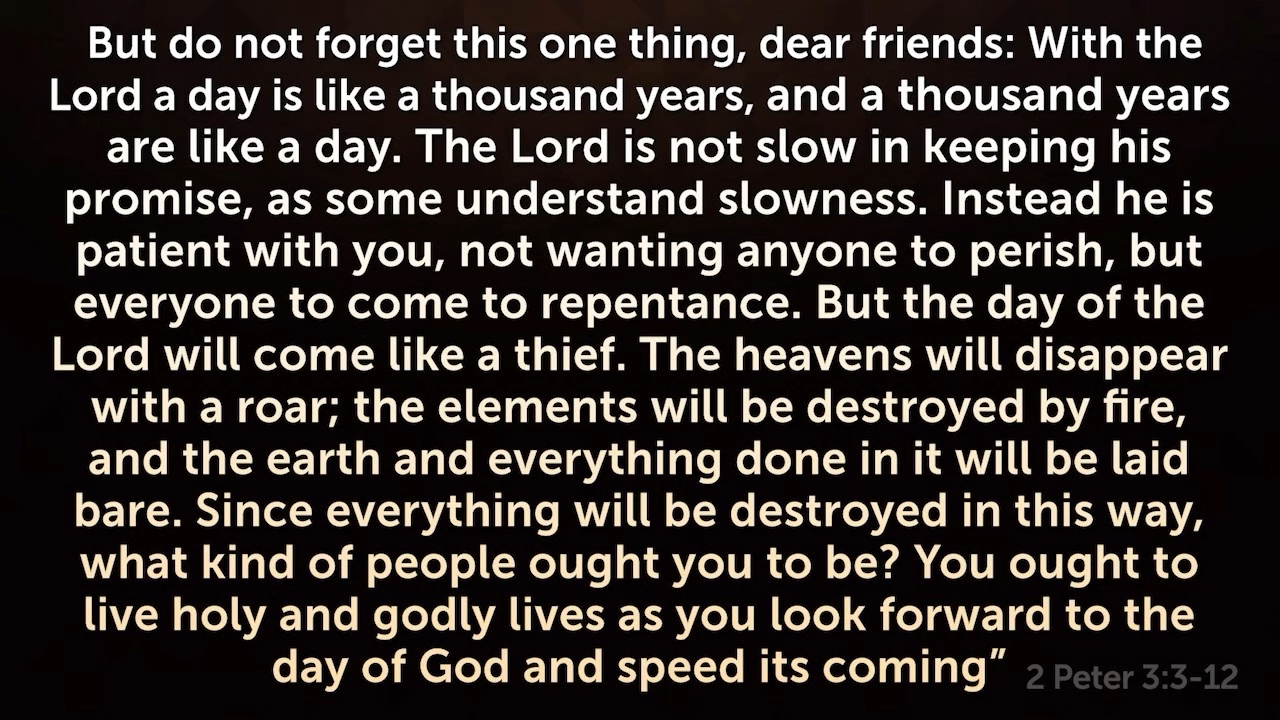 But do not forget this one thing, dear friends: With the
Lord a day is like a thousand years, and a thousand years
are like a day. The Lord is not slow in keeping his
promise, as some understand slowness. Instead he is
patient with you, not wanting anyone to perish, but
everyone to come to repentance. But the day of the
Lord will come like a thief. The heavens will disappear
with a roar; the elements will be destroyed by fire,
and the earth and everything done in it will be laid
bare. Since everything will be destroyed in this way,
what kind of people ought you to be? You ought to
live holy and godly lives as you look forward to the
day of God and speed its coming”
2 Peter 3:3-12